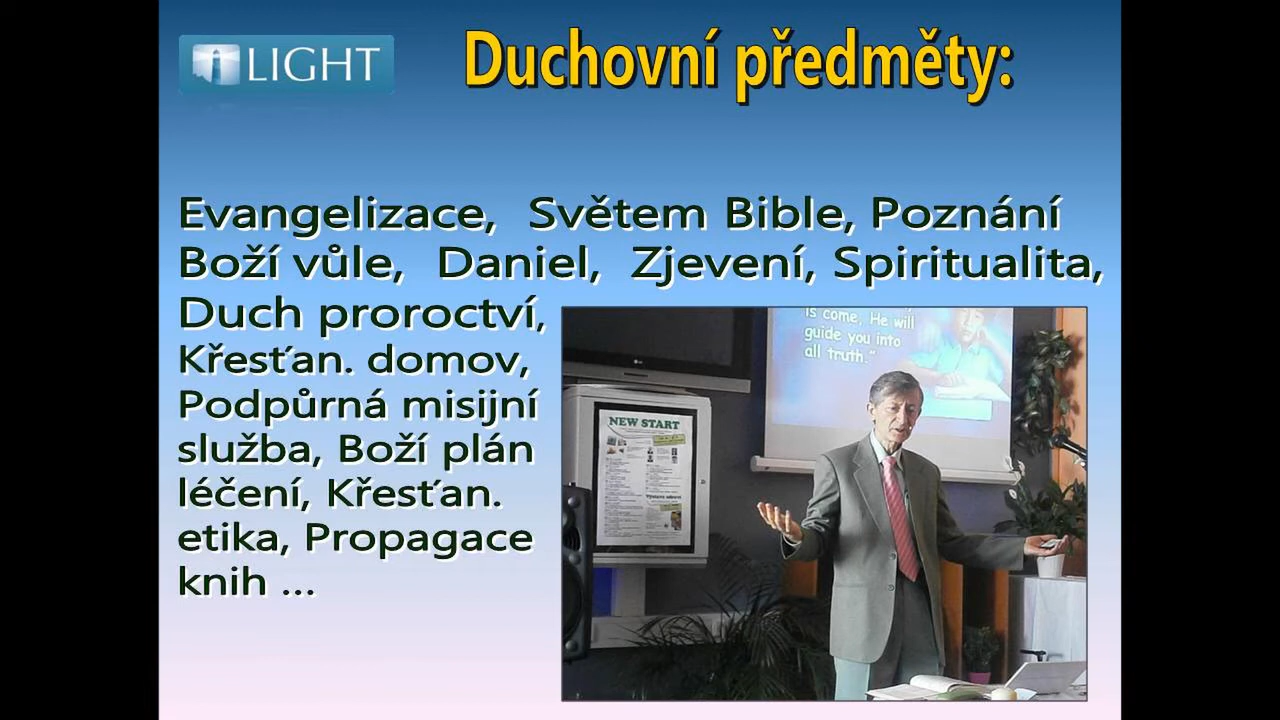 LIGHT
Duchovní předměty:
Evangelizace, Světem Bible, Poznání
Boží vůle, Daniel, Zjevení, Spiritualita,
Duch proroctví,
Křesťan. domov,
Podpůrná misijní
služba, Boží plán
léčení, Křesťan.
etika, Propagace
knih ...
is come, He will
guide you into
all truth."
NEW START